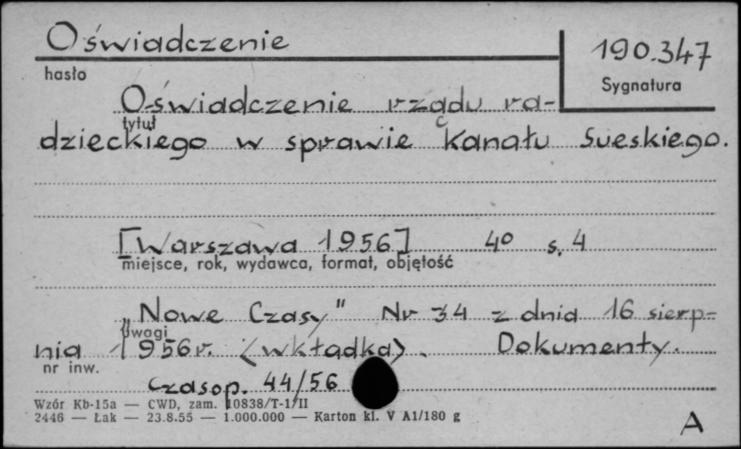 Oświadczenie
190.347
hasło
Sygnatura
Oświadczenie rządu ra-
tytuł
dzieckiego w sprawie Kanału Sueskiego.
[Warszawa 1956] 4° s. 4
miejsce, rok, wydawca, format, objętość
"Nowe Czasy" Nr 34 z dnia 16 sierp-
Uwagi
nia 1956r. (wkładka). Dokumenty.
nr inw.
Czasop. 44/56
Wzór Kb-15a — CWD, zam. 10838/T-1/II
2446 — Łak — 23.8.55 — 1.000.000 — Karton kl. V A1/180 g
A